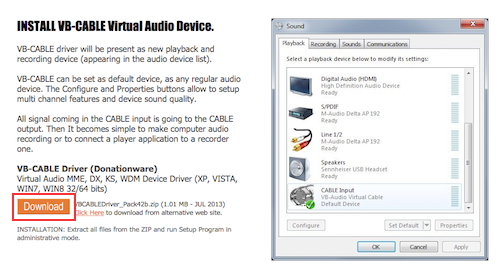 INSTALL VB-CABLE Virtual Audio Device.
VB-CABLE driver will be present as new playback and
recording device (appearing in the audio device list).
VB-CABLE can be set as default device, as any regular audio
device. The Configure and Properties buttons allow to setup
multi channel features and device sound quality.
All signal coming in the CABLE input is going to the CABLE
output. Then It becomes simple to make computer audio
recording or to connect a player application to a recorder
one.
VB-CABLE Driver (Donationware)
Virtual Audio MME, DX, KS, WDM Device Driver (XP, VISTA,
WIN7, WIN8 32/64 bits)
Download
VBCABLEDriver_Pack42b.zip (1.01 MB - JUL 2013)
Click Here to download from alternative web site.
INSTALLATION: Extract all files from the ZIP and run Setup Program in
administrative mode.
Sound
Playback Recording Sounds Communications
Select a playback device below to modify its settings:
Digital Audio (HDMI)
High Definition Audio Device
Ready
S/PDIF
M-Audio Delta AP 192
Ready
Line 1/2
M-Audio Delta AP 192
Ready
Speakers
Sennheiser USB Headset
Ready
CABLE Input
VB-Audio Virtual Cable
Default Device
Configure Set Default Properties
OK Cancel Apply